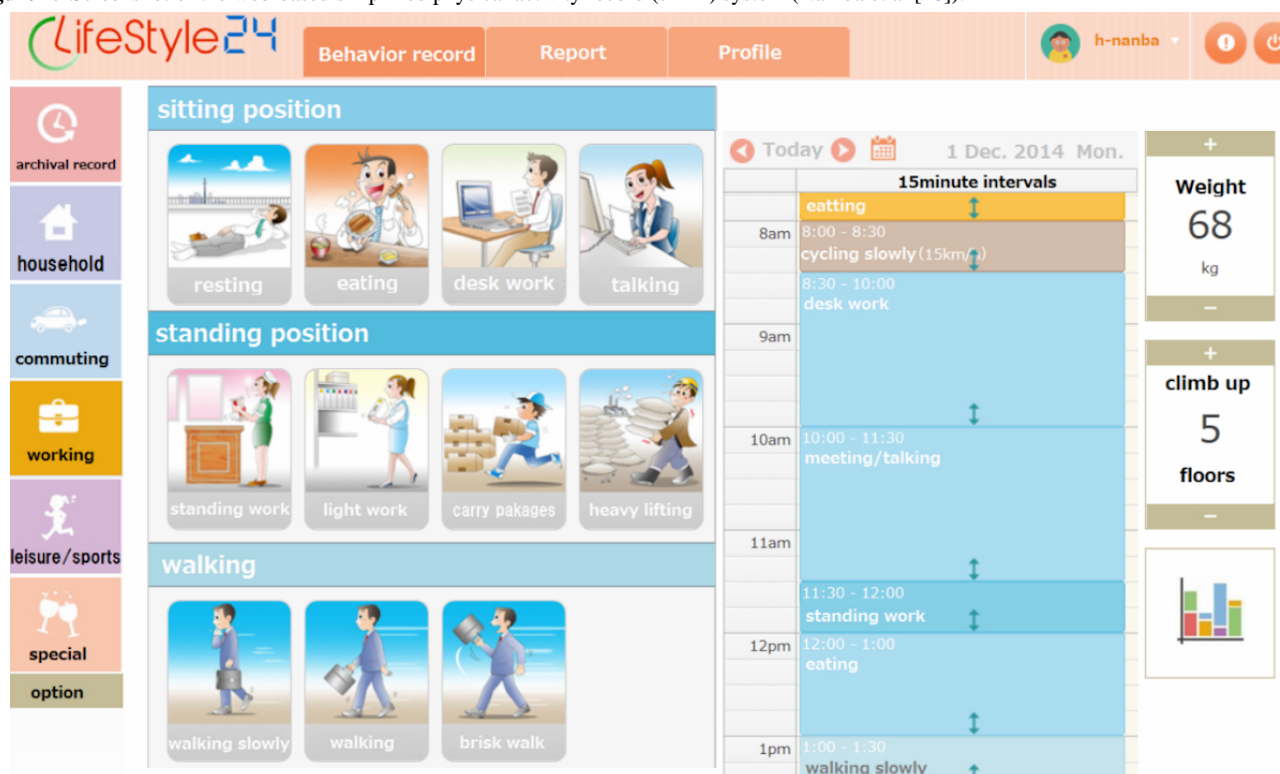 LifeStyle24
Behavior record
Report
Profile
h-nanba
archival record
household
commuting
working
leisure/sports
special
option
sitting position
resting
eating
desk work
talking
standing position
standing work
light work
carry pakages
heavy lifting
walking
walking slowly
walking
brisk walk
Today
1 Dec. 2014 Mon.
15minute intervals
eatting
8am
8:00 - 8:30
cycling slowly(15km/h)
8:30 - 10:00
desk work
9am
10am
10:00 - 11:30
meeting/talking
11am
11:30 - 12:00
standing work
12pm
12:00 - 1:00
eating
1pm
1:00 - 1:30
walking slowly
+
Weight
68
kg
−
+
climb up
5
floors
−